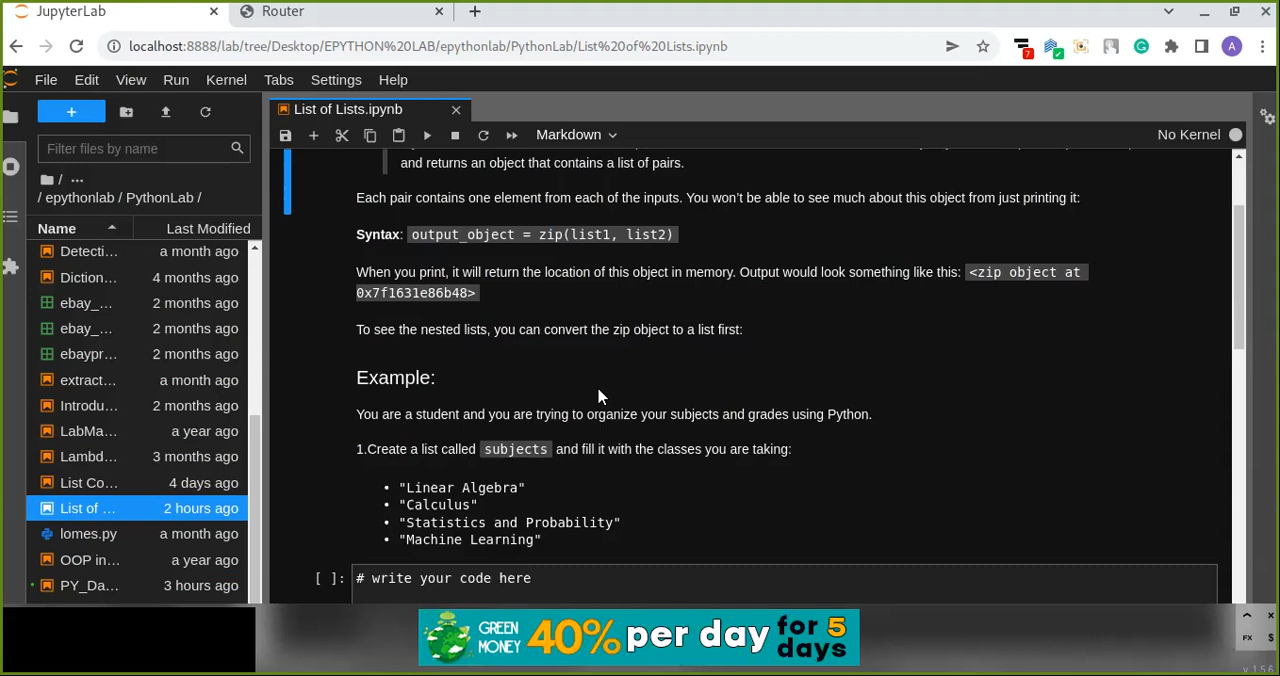 JupyterLab
Router
localhost:8888/lab/tree/Desktop/EPYTHON%20LAB/epythonlab/PythonLab/List%20of%20Lists.ipynb
7
A
File Edit View Run Kernel Tabs Settings Help
List of Lists.ipynb
Filter files by name
Markdown
No Kernel
/ ...
/ epythonlab / PythonLab /
Name Last Modified
Detecti... a month ago
Diction... 4 months ago
ebay_... 2 months ago
ebay_... 2 months ago
ebaypr... 2 months ago
extract... a month ago
Introdu... 2 months ago
LabMa... a year ago
Lambd... 3 months ago
List Co... 4 days ago
List of ... 2 hours ago
lomes.py a month ago
OOP in... a year ago
PY_Da... 3 hours ago
and returns an object that contains a list of pairs.
Each pair contains one element from each of the inputs. You won't be able to see much about this object from just printing it:
Syntax: output_object = zip(list1, list2)
When you print, it will return the location of this object in memory. Output would look something like this: <zip object at
0x7f1631e86b48>
To see the nested lists, you can convert the zip object to a list first:
Example:
You are a student and you are trying to organize your subjects and grades using Python.
1.Create a list called subjects and fill it with the classes you are taking:
• "Linear Algebra"
• "Calculus"
• "Statistics and Probability"
• "Machine Learning"
[ ]: # write your code here
GREEN
MONEY
40% per day
for 5
days
FX $
v 1.5.6